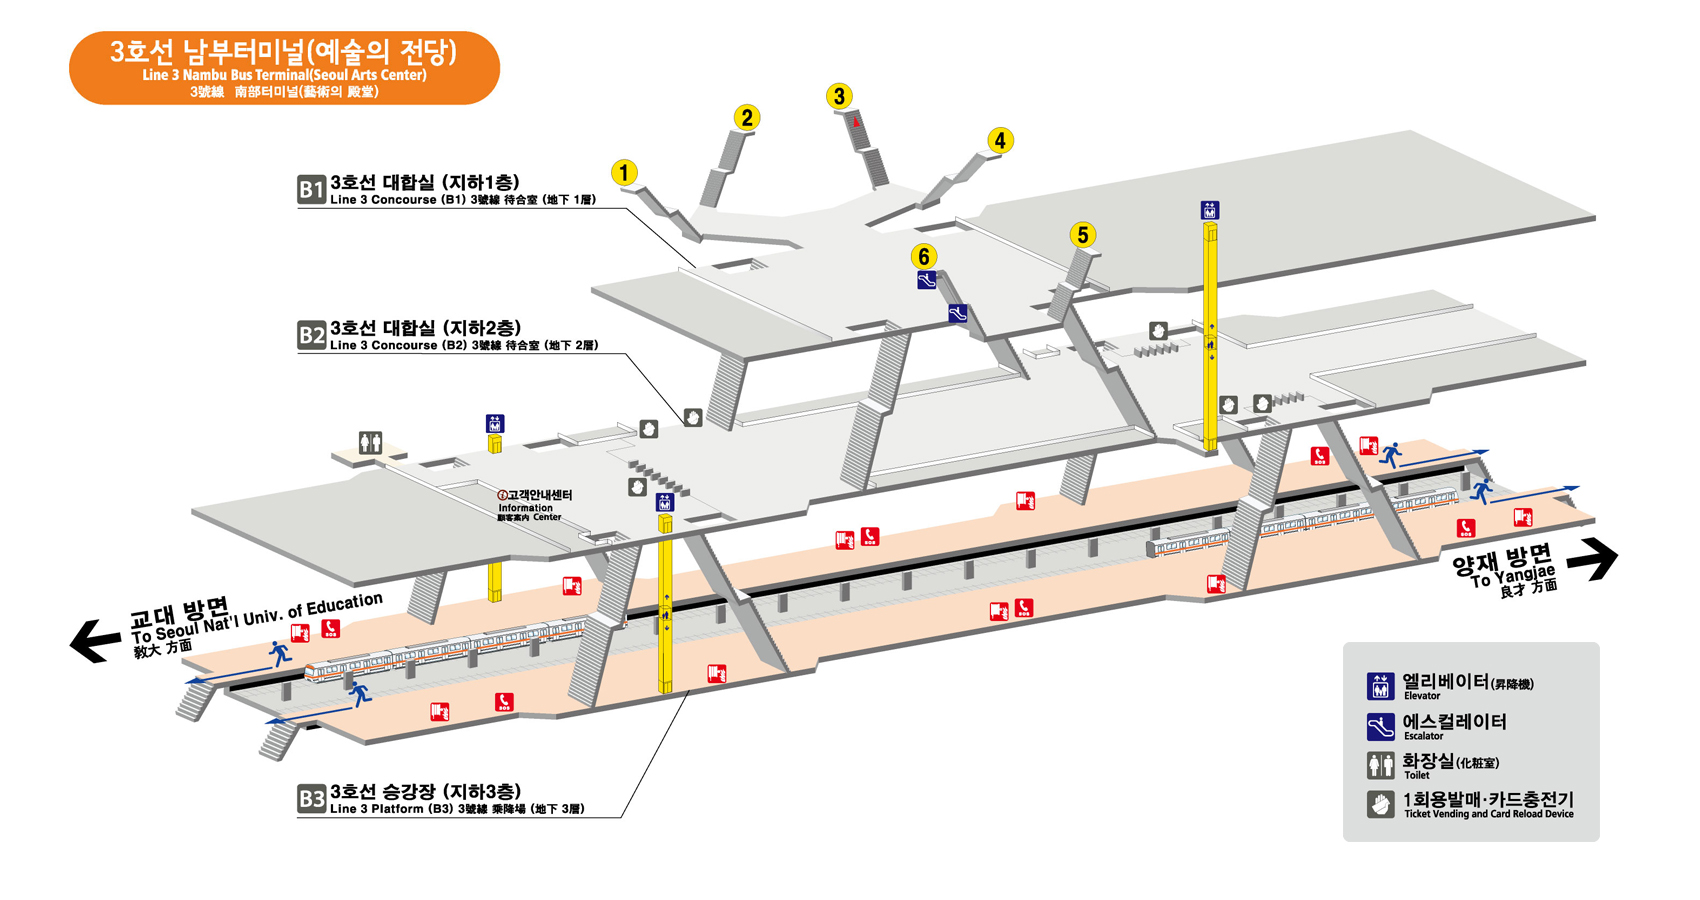 3호선 남부터미널(예술의 전당)
Line 3 Nambu Bus Terminal(Seoul Arts Center)
3號線 南部터미널(藝術의 殿堂)
1
2
3
4
5
6
B1
3호선 대합실 (지하1층)
Line 3 Concourse (B1) 3號線 待合室 (地下 1層)
B2
3호선 대합실 (지하2층)
Line 3 Concourse (B2) 3號線 待合室 (地下 2層)
i고객안내센터
Information
顧客案內 Center
SOS
SOS
SOS
SOS
SOS
SOS
교대 방면
To Seoul Nat'l Univ. of Education
敎大 方面
양재 방면
To Yangjae
良才 方面
B3
3호선 승강장 (지하3층)
Line 3 Platform (B3) 3號線 乘降場 (地下 3層)
엘리베이터(昇降機)
Elevator
에스컬레이터
Escalator
화장실(化粧室)
Toilet
1회용발매·카드충전기
Ticket Vending and Card Reload Device